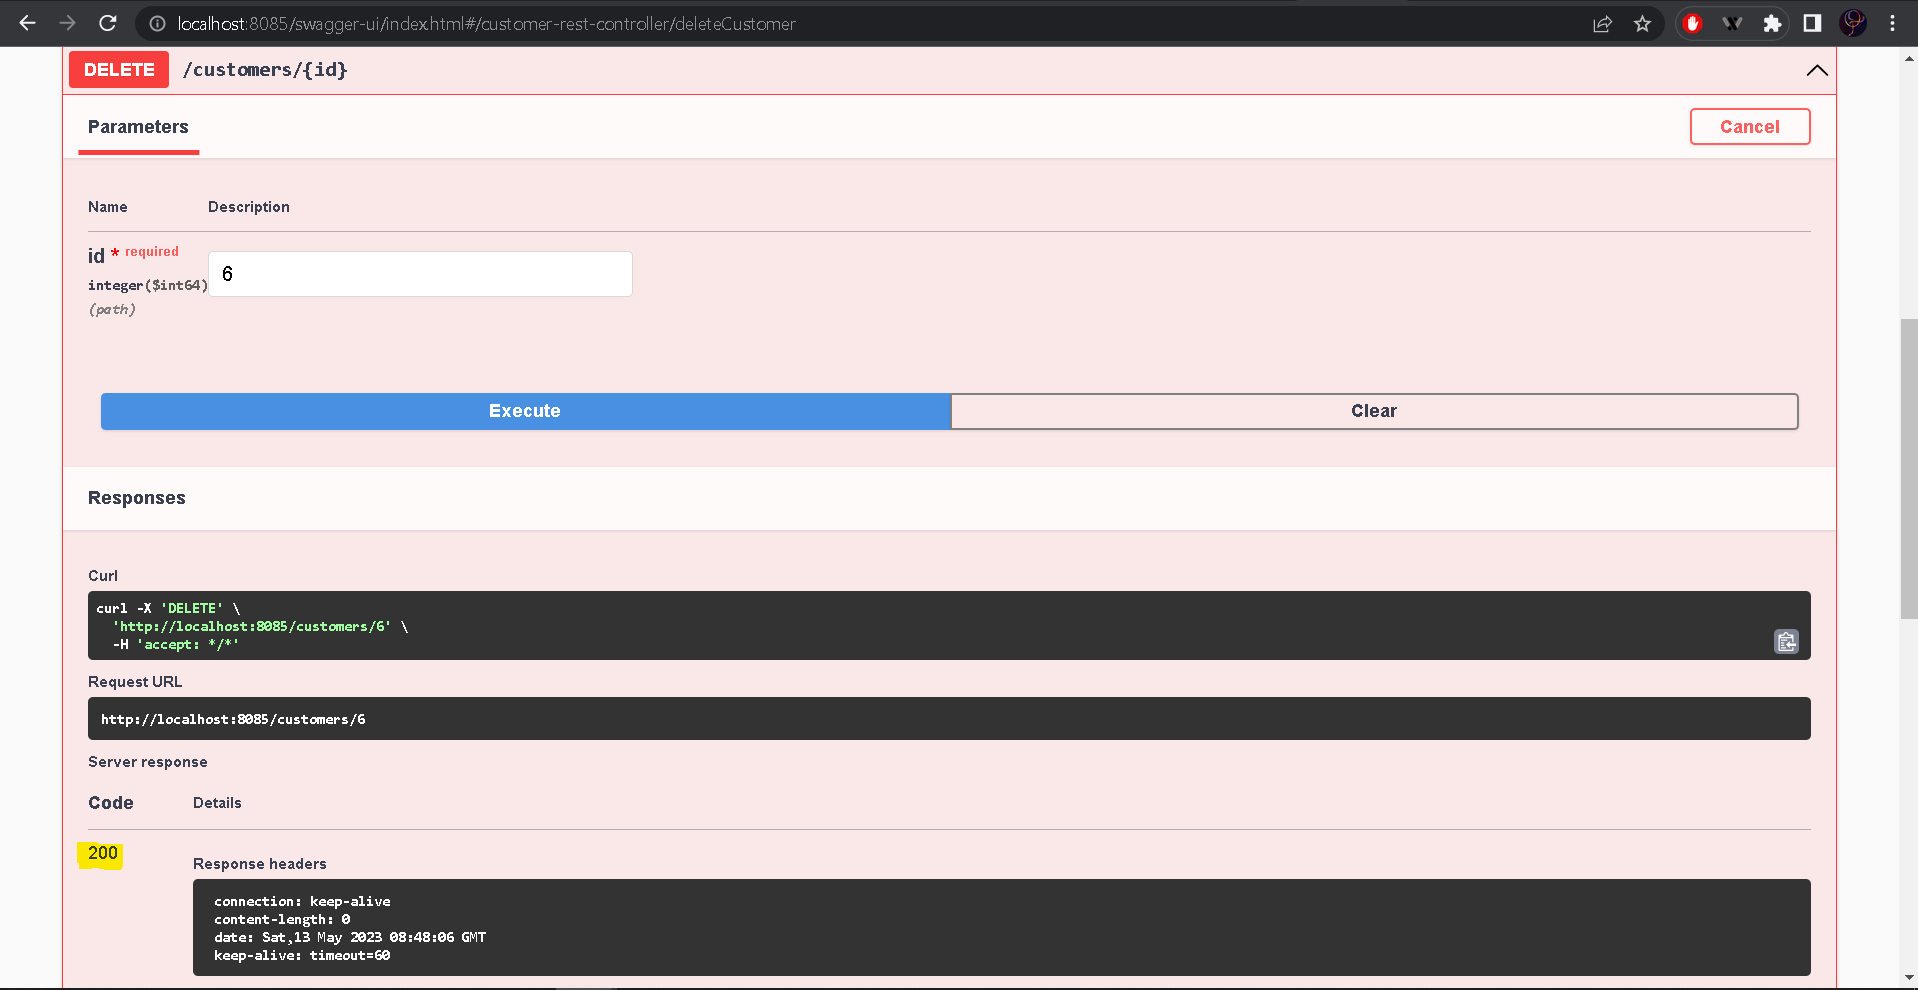 localhost:8085/swagger-ui/index.html#/customer-rest-controller/deleteCustomer
DELETE /customers/{id}
Parameters
Cancel
Name Description
id * required
integer($int64)
(path)
6
Execute
Clear
Responses
Curl
curl -X 'DELETE' \
'http://localhost:8085/customers/6' \
-H 'accept: */*'
Request URL
http://localhost:8085/customers/6
Server response
Code Details
200
Response headers
connection: keep-alive
content-length: 0
date: Sat,13 May 2023 08:48:06 GMT
keep-alive: timeout=60